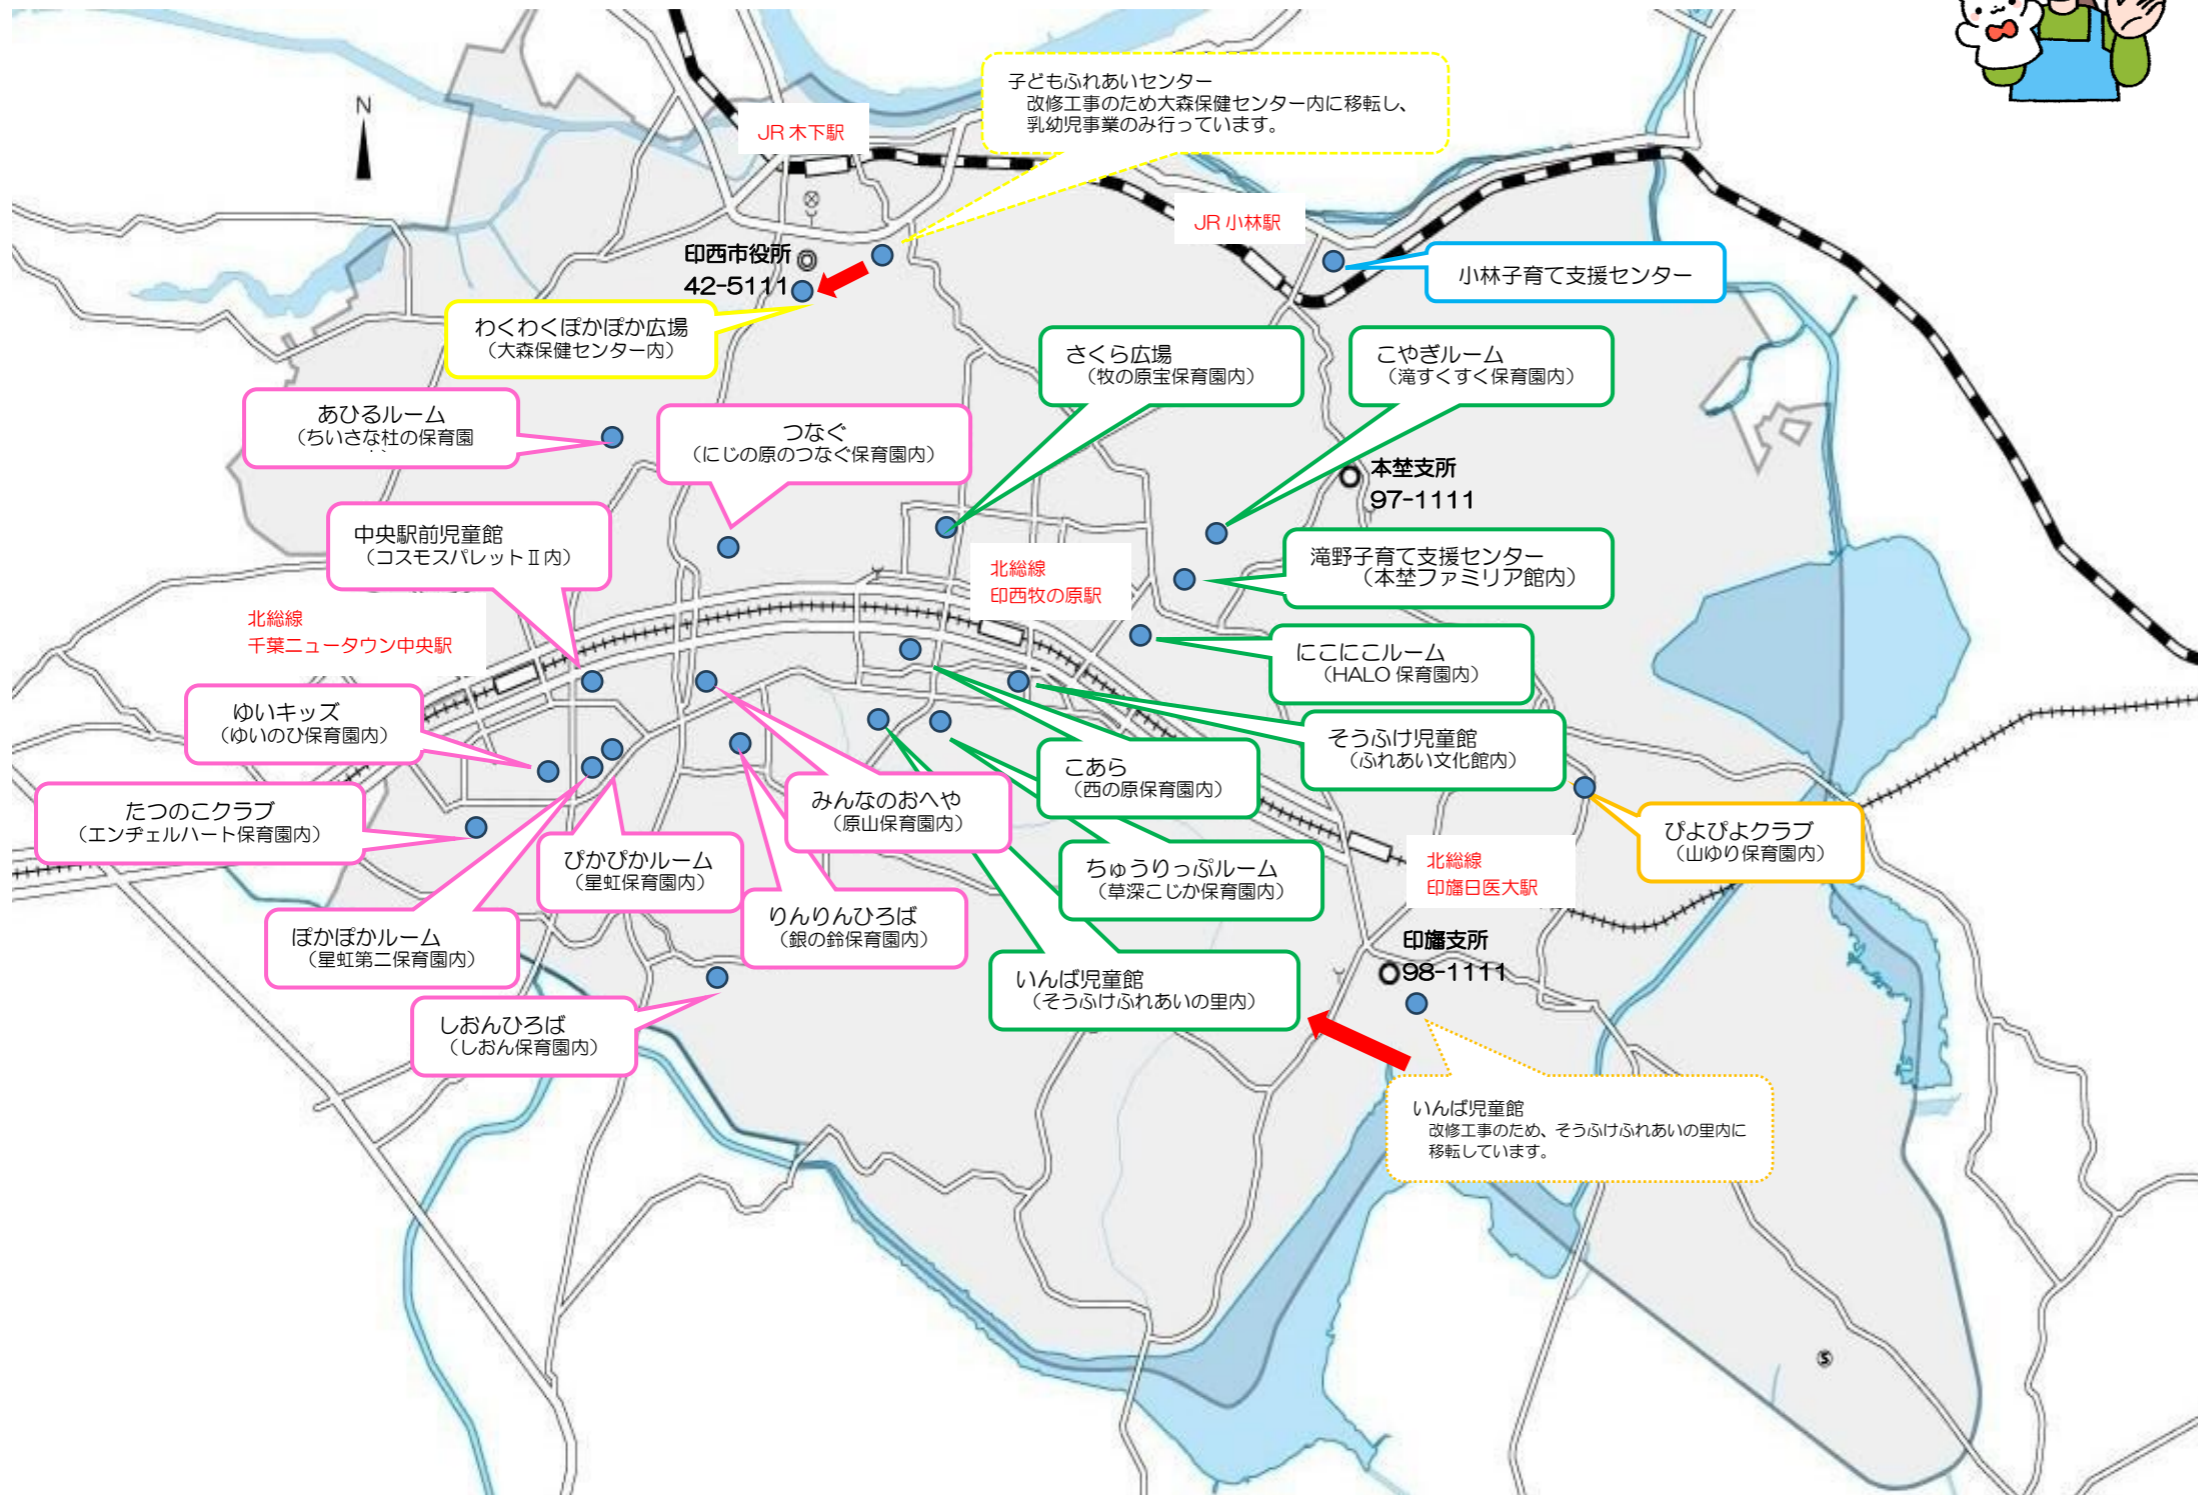 N
JR 木下駅
子どもふれあいセンター
改修工事のため大森保健センター内に移転し、
乳幼児事業のみ行っています。
JR 小林駅
印西市役所
42-5111
小林子育て支援センター
わくわくぽかぽか広場
（大森保健センター内）
さくら広場
（牧の原宝保育園内）
こやぎルーム
（滝すくすく保育園内）
あひるルーム
（ちいさな杜の保育園
つなぐ
（にじの原のつなぐ保育園内）
本埜支所
97-1111
中央駅前児童館
（コスモスパレットⅡ内）
滝野子育て支援センター
（本埜ファミリア館内）
北総線
印西牧の原駅
北総線
千葉ニュータウン中央駅
にこにこルーム
（HALO 保育園内）
ゆいキッズ
（ゆいのひ保育園内）
そうふけ児童館
（ふれあい文化館内）
こあら
（西の原保育園内）
たつのこクラブ
（エンヂェルハート保育園内）
みんなのおへや
（原山保育園内）
ぴよぴよクラブ
（山ゆり保育園内）
ぴかぴかルーム
（星虹保育園内）
ちゅうりっぷルーム
（草深こじか保育園内）
北総線
印旛日医大駅
りんりんひろば
（銀の鈴保育園内）
ぽかぽかルーム
（星虹第二保育園内）
印旛支所
98-1111
いんば児童館
（そうふけふれあいの里内）
しおんひろば
（しおん保育園内）
いんば児童館
改修工事のため、そうふけふれあいの里内に
移転しています。
S